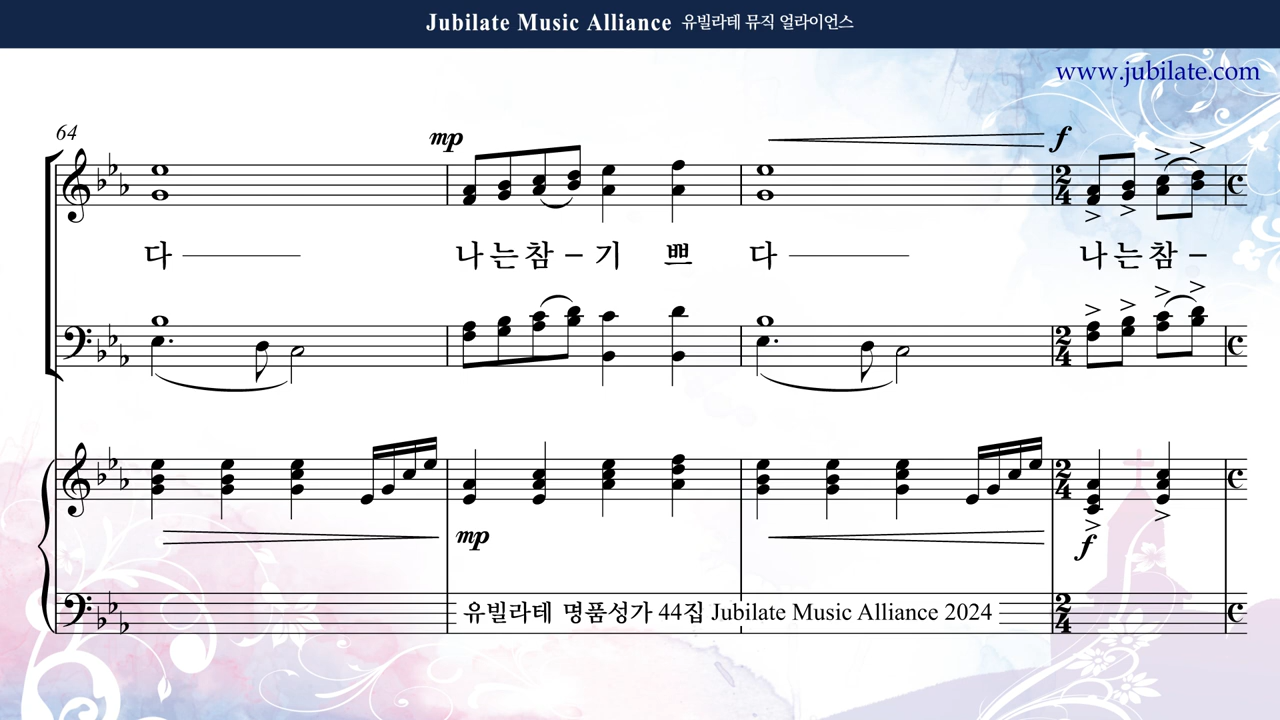 Jubilate Music Alliance 유빌라테 뮤직 얼라이언스
www.jubilate.com
64
mp
f
다 나는참-기 쁘 다 나는참-
mp
f
유빌라테 명품성가 44집 Jubilate Music Alliance 2024